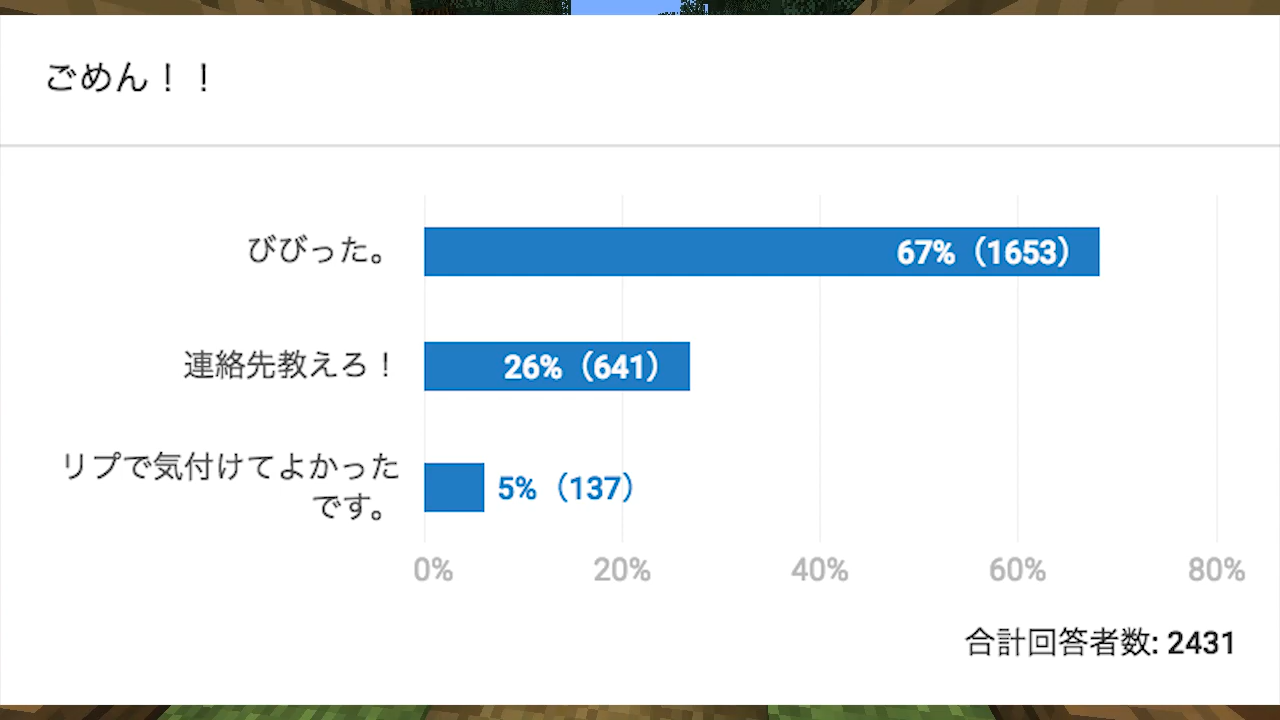 ごめん！！
びびった。
67%（1653）
連絡先教えろ！
26%（641）
リプで気付けてよかった
です。
5%（137）
0%
20%
40%
60%
80%
合計回答者数: 2431